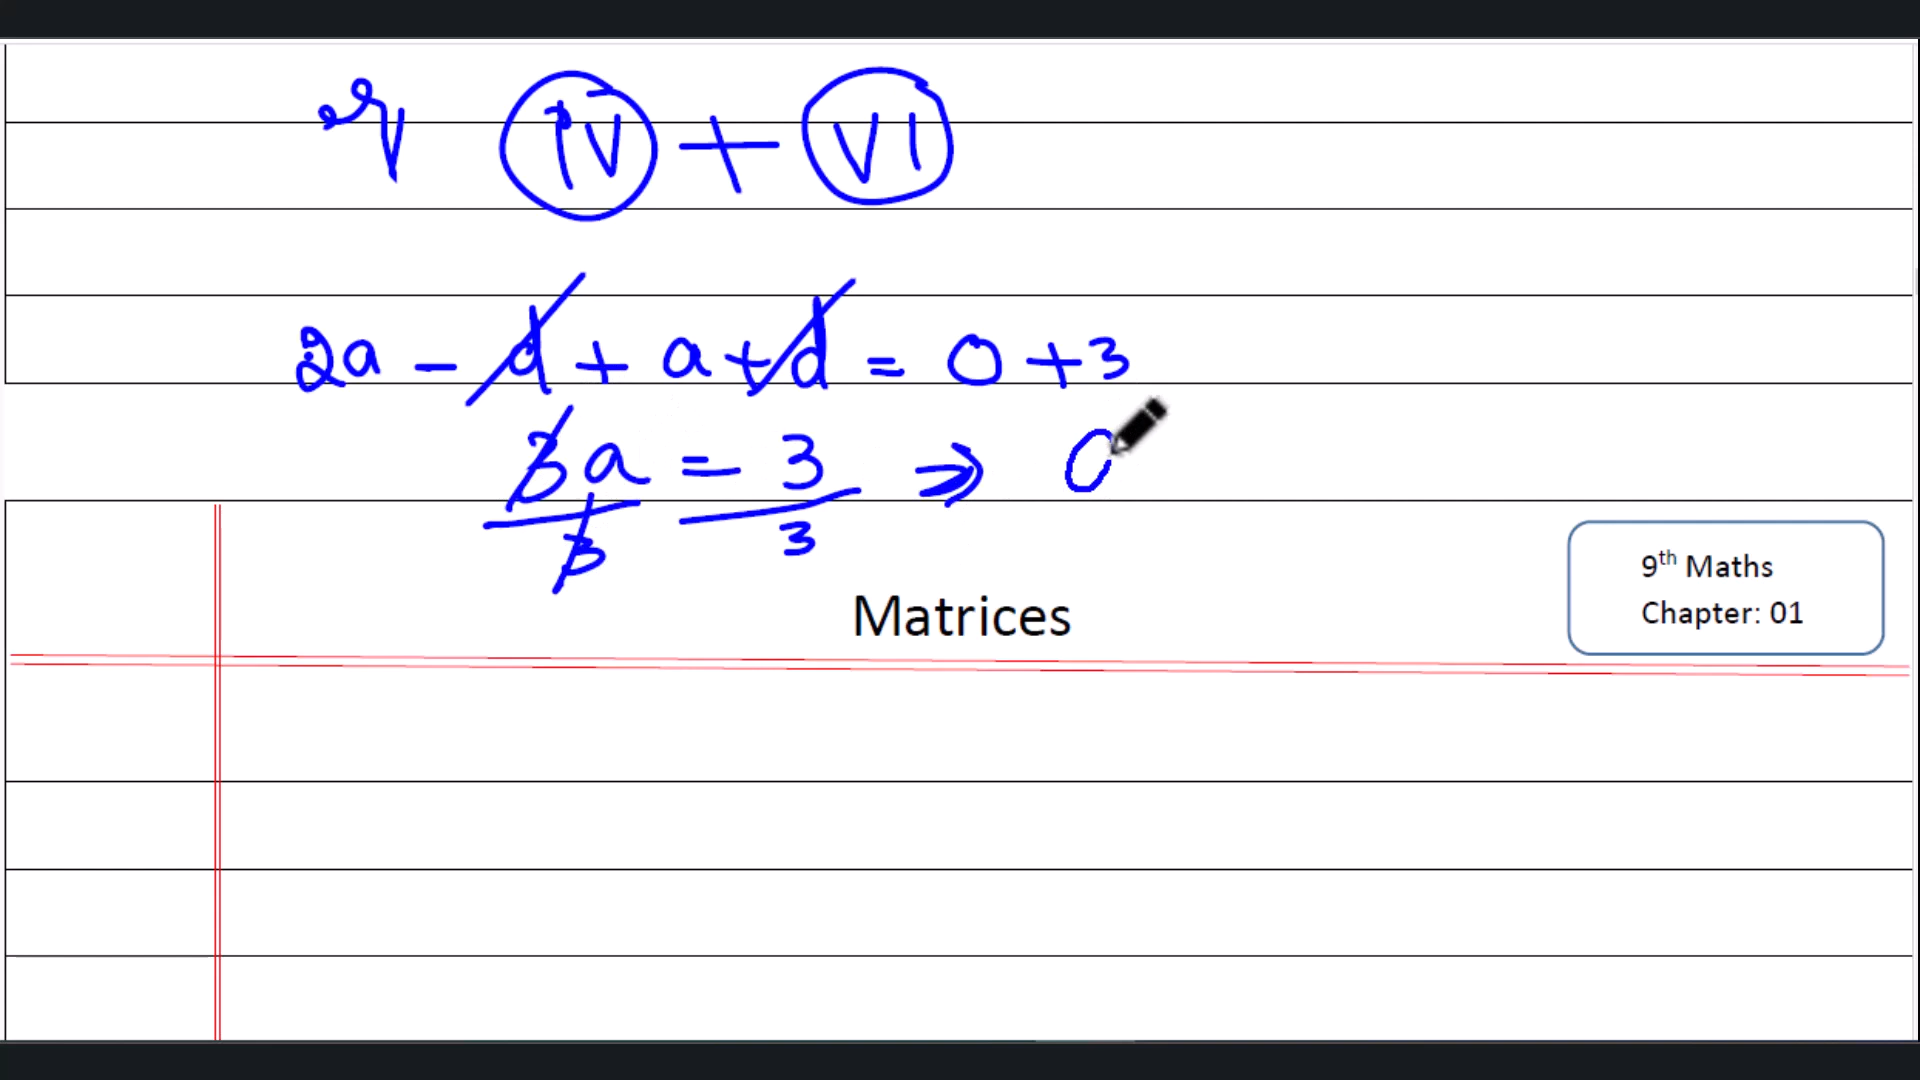 IV + VI
2a - d + a + d = 0 + 3
3a = 3 ⇒
3 3
9th Maths
Chapter: 01
Matrices